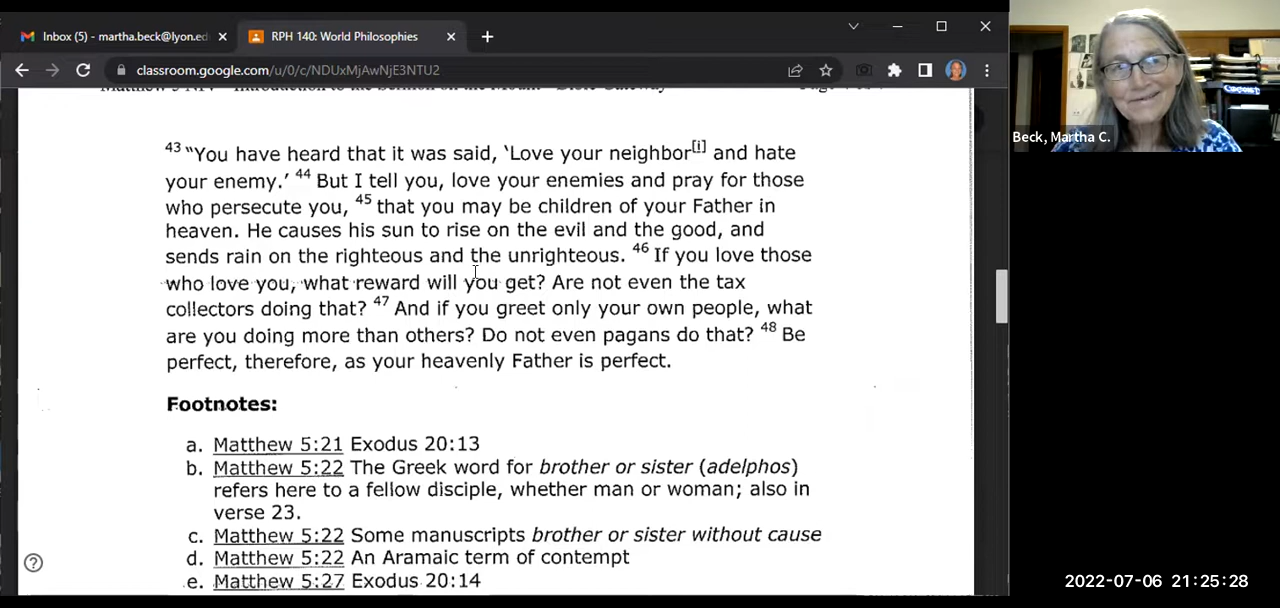 Inbox (5) - martha.beck@lyon.ed
RPH 140: World Philosophies
classroom.google.com/u/0/c/NDUxMjAwNjE3NTU2
Beck, Martha C.
43 “You have heard that it was said, ‘Love your neighbor[i] and hate
your enemy.’ 44 But I tell you, love your enemies and pray for those
who persecute you, 45 that you may be children of your Father in
heaven. He causes his sun to rise on the evil and the good, and
sends rain on the righteous and the unrighteous. 46 If you love those
who love you, what reward will you get? Are not even the tax
collectors doing that? 47 And if you greet only your own people, what
are you doing more than others? Do not even pagans do that? 48 Be
perfect, therefore, as your heavenly Father is perfect.
Footnotes:
a. Matthew 5:21 Exodus 20:13
b. Matthew 5:22 The Greek word for brother or sister (adelphos)
refers here to a fellow disciple, whether man or woman; also in
verse 23.
c. Matthew 5:22 Some manuscripts brother or sister without cause
d. Matthew 5:22 An Aramaic term of contempt
e. Matthew 5:27 Exodus 20:14
2022-07-06 21:25:28